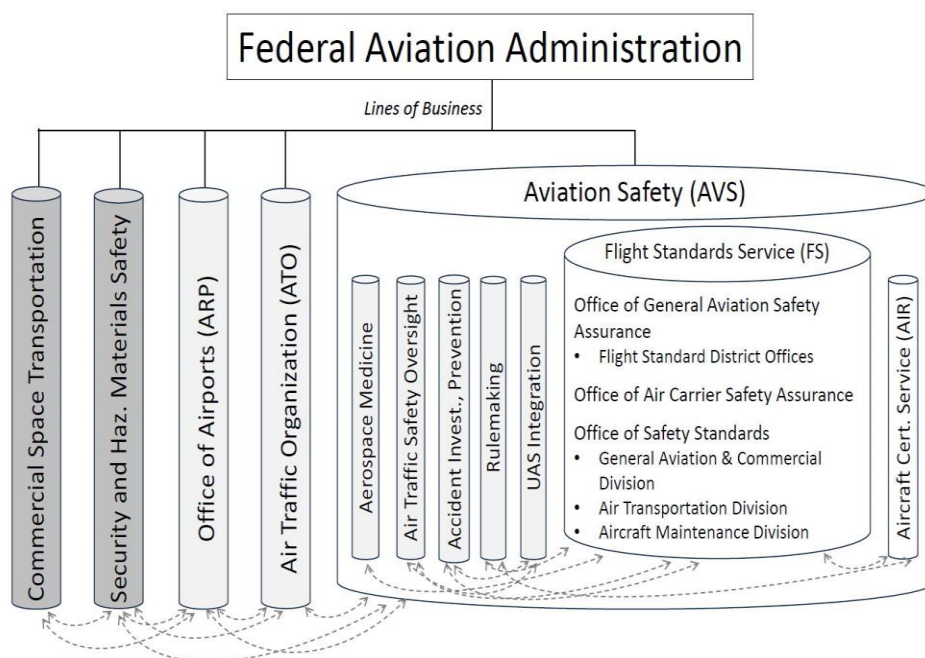 Federal Aviation Administration
Lines of Business
Commercial Space Transportation
Security and Haz. Materials Safety
Office of Airports (ARP)
Air Traffic Organization (ATO)
Aviation Safety (AVS)
Aerospace Medicine
Air Traffic Safety Oversight
Accident Invest., Prevention
Rulemaking
UAS Integration
Flight Standards Service (FS)
Office of General Aviation Safety
Assurance
• Flight Standard District Offices
Office of Air Carrier Safety Assurance
Office of Safety Standards
• General Aviation & Commercial
Division
• Air Transportation Division
• Aircraft Maintenance Division
Aircraft Cert. Service (AIR)